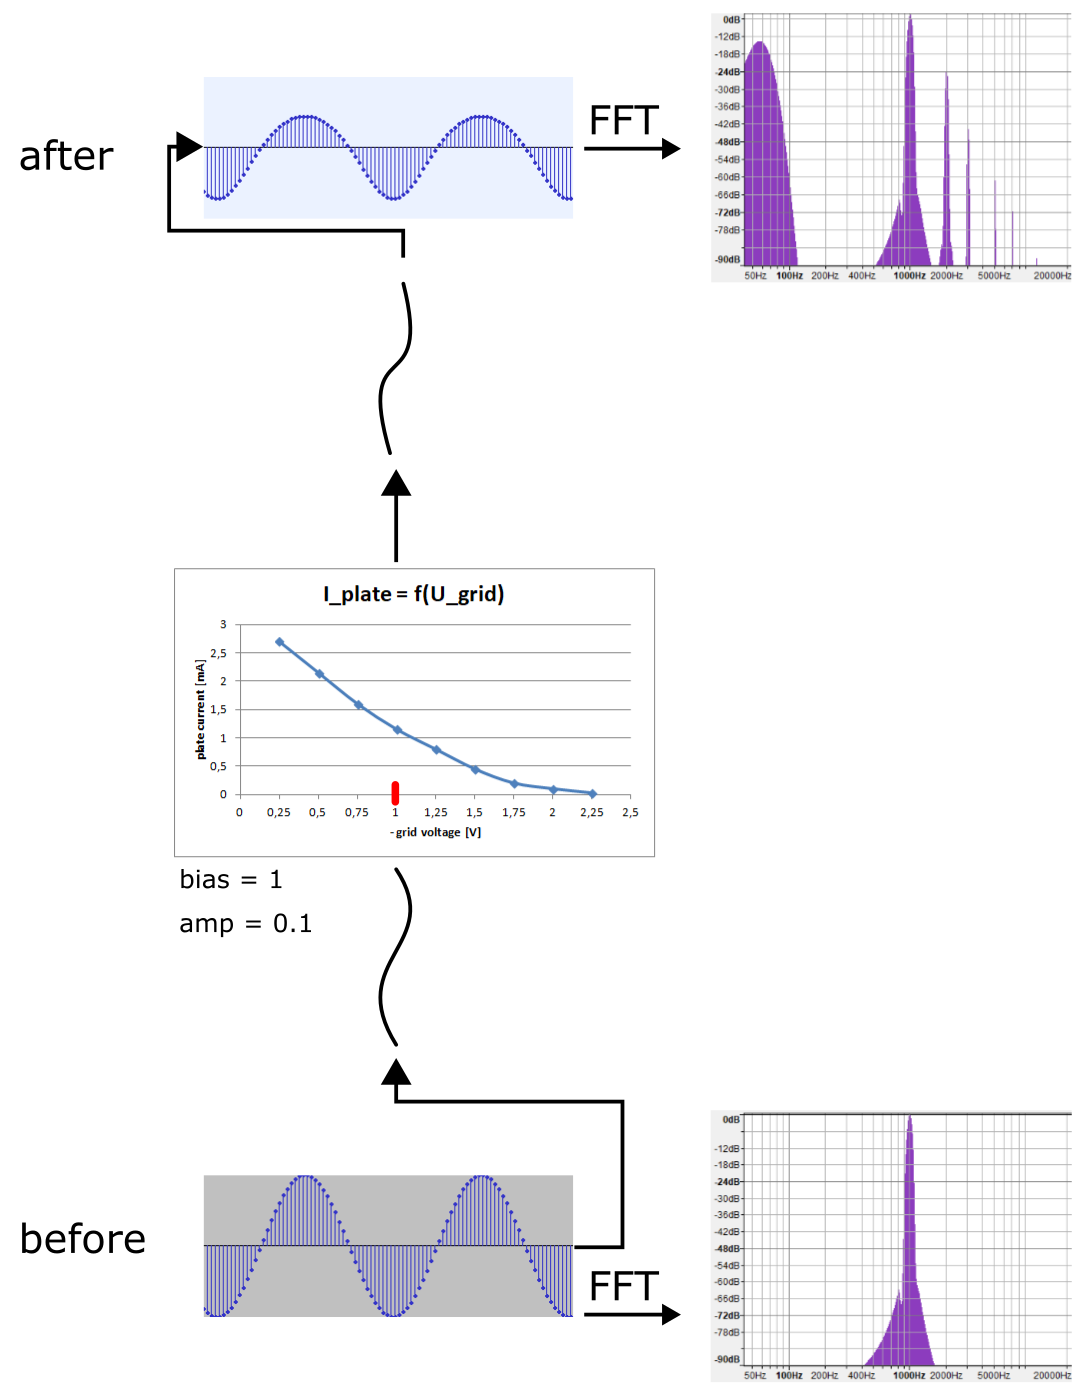 0dB
-12dB
-18dB
-24dB
-30dB
-36dB
-42dB
-48dB
-54dB
-60dB
-66dB
-72dB
-78dB
-90dB
50Hz 100Hz 200Hz 400Hz 1000Hz 2000Hz 5000Hz 20000Hz
after
FFT
I_plate = f(U_grid)
plate current [mA]
3
2,5
2
1,5
1
0,5
0
0 0,25 0,5 0,75 1 1,25 1,5 1,75 2 2,25 2,5
- grid voltage [V]
bias = 1
amp = 0.1
before
FFT
0dB
-12dB
-18dB
-24dB
-30dB
-36dB
-42dB
-48dB
-54dB
-60dB
-66dB
-72dB
-78dB
-90dB
50Hz 100Hz 200Hz 400Hz 1000Hz 2000Hz 5000Hz 20000Hz